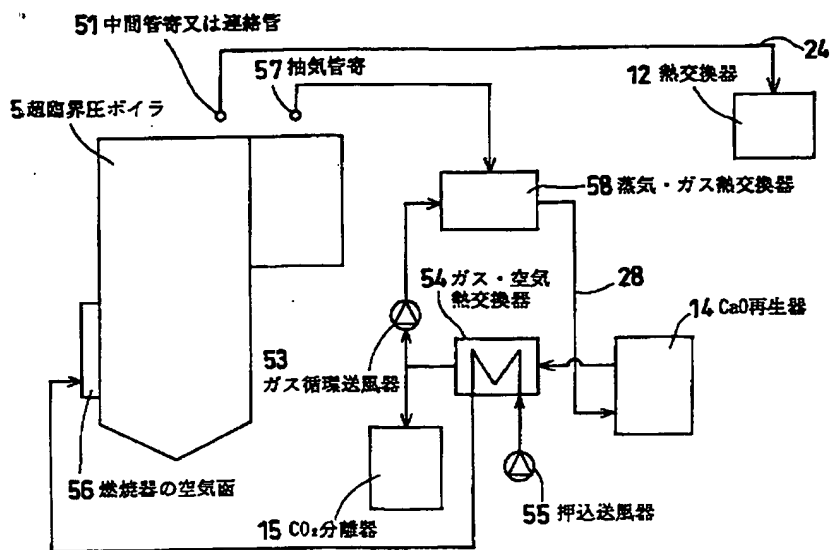 51 中間管寄又は連絡管
24
57 抽気管寄
12 熱交換器
5 超臨界圧ボイラ
58 蒸気・ガス熱交換器
54 ガス・空気
熱交換器
28
14 CaO再生器
53
ガス循環送風器
56 燃焼器の空気函
15 CO₂分離器
55 押込送風器